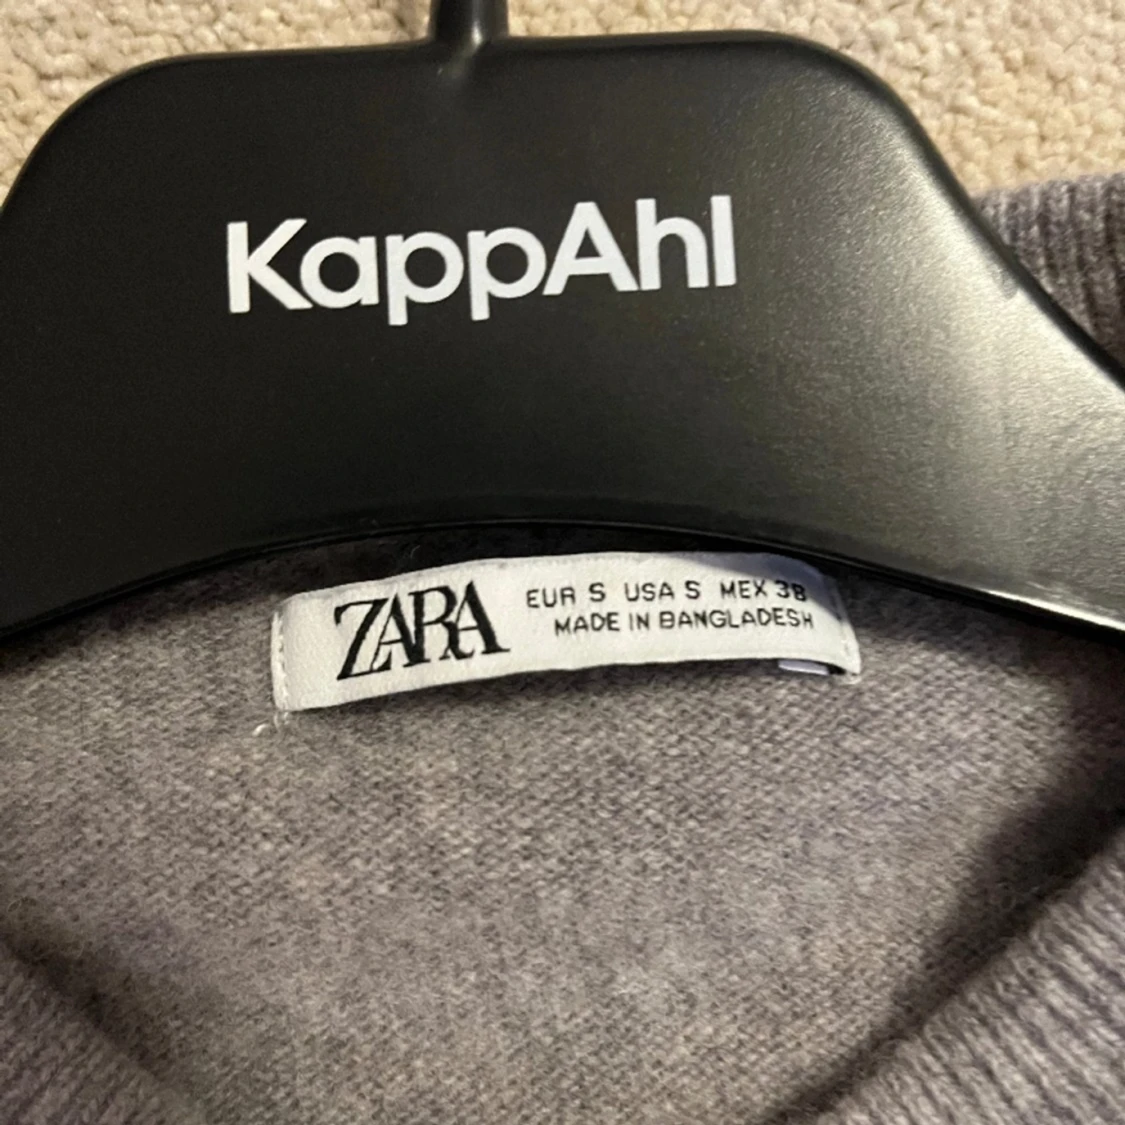 KappAhl
ZARA
EUR S USA S MEX 38
MADE IN BANGLADESH